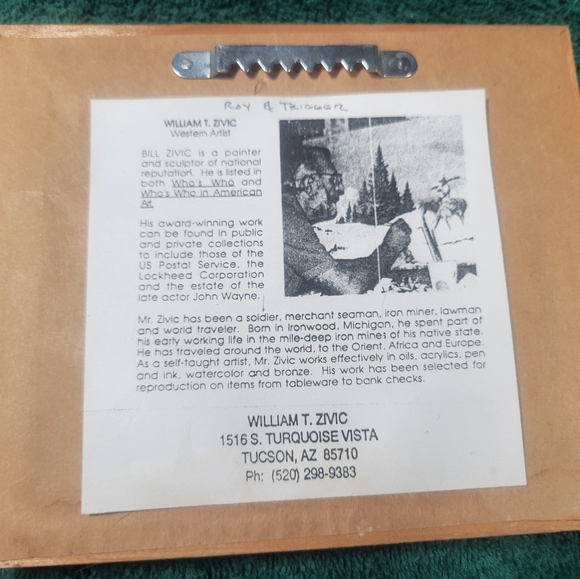 ROY & TRIGGER
WILLIAM T. ZIVIC
Western Artist
BILL ZIVIC is a painter
and sculptor of national
reputation. He is listed in
both Who's Who and
Who's Who in American
Art.
His award-winning work
can be found in public
and private collections
to include those of the
US Postal Service, the
Lockheed Corporation
and the estate of the
late actor John Wayne.
Mr. Zivic has been a soldier, merchant seaman, iron miner, lawman
and world traveler. Born in Ironwood, Michigan, he spent part of
his early working life in the mile-deep iron mines of his native state.
He has traveled around the world, to the Orient, Africa and Europe.
As a self-taught artist, Mr. Zivic works effectively in oils, acrylics, pen
and ink, watercolor and bronze. His work has been selected for
reproduction on items from tableware to bank checks.
WILLIAM T. ZIVIC
1516 S. TURQUOISE VISTA
TUCSON, AZ 85710
Ph: (520) 298-9383